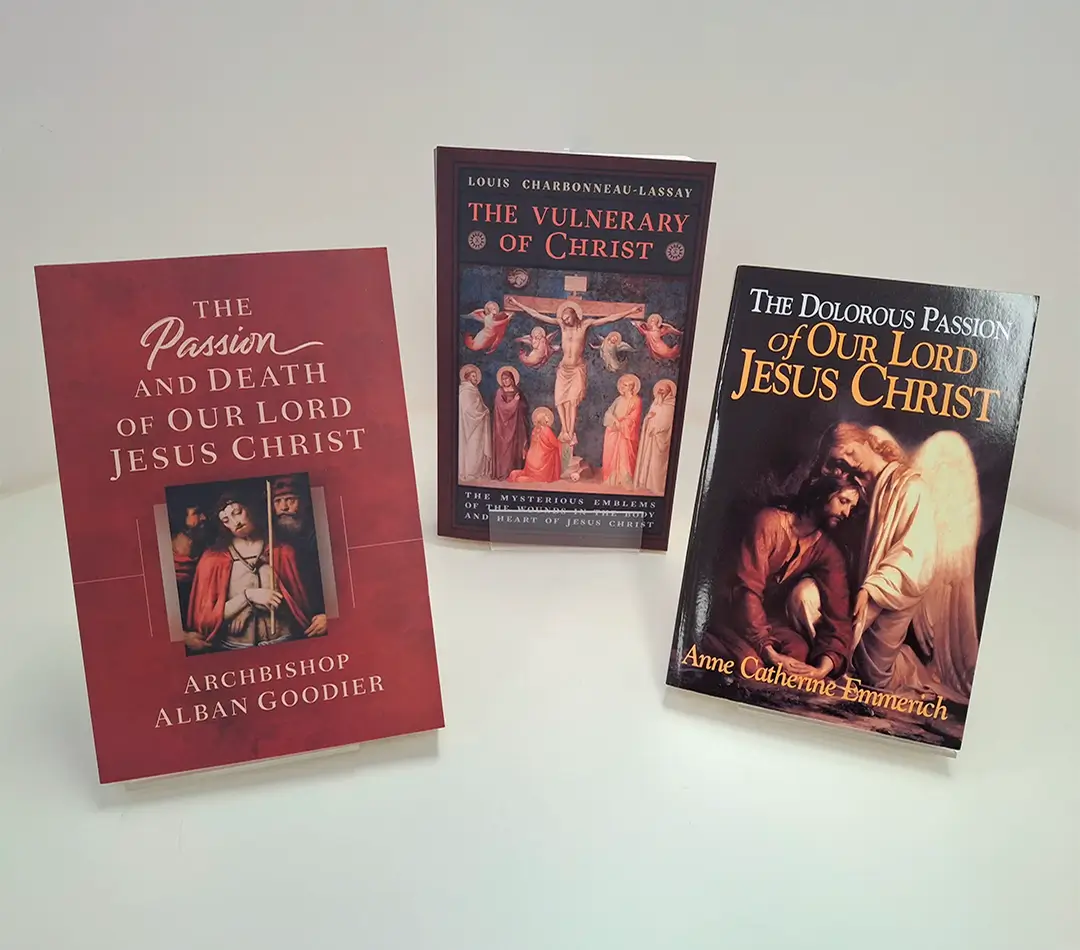 THE
Passion
AND DEATH
OF OUR LORD
JESUS CHRIST
ARCHBISHOP
ALBAN GOODIER
LOUIS CHARBONNEAU-LASSAY
THE VULNERARY
OF CHRIST
THE MYSTERIOUS EMBLEMS
OF THE WOUNDS IN THE BODY
AND HEART OF JESUS CHRIST
THE DOLOROUS PASSION
of OUR LORD
JESUS CHRIST
Anne Catherine Emmerich